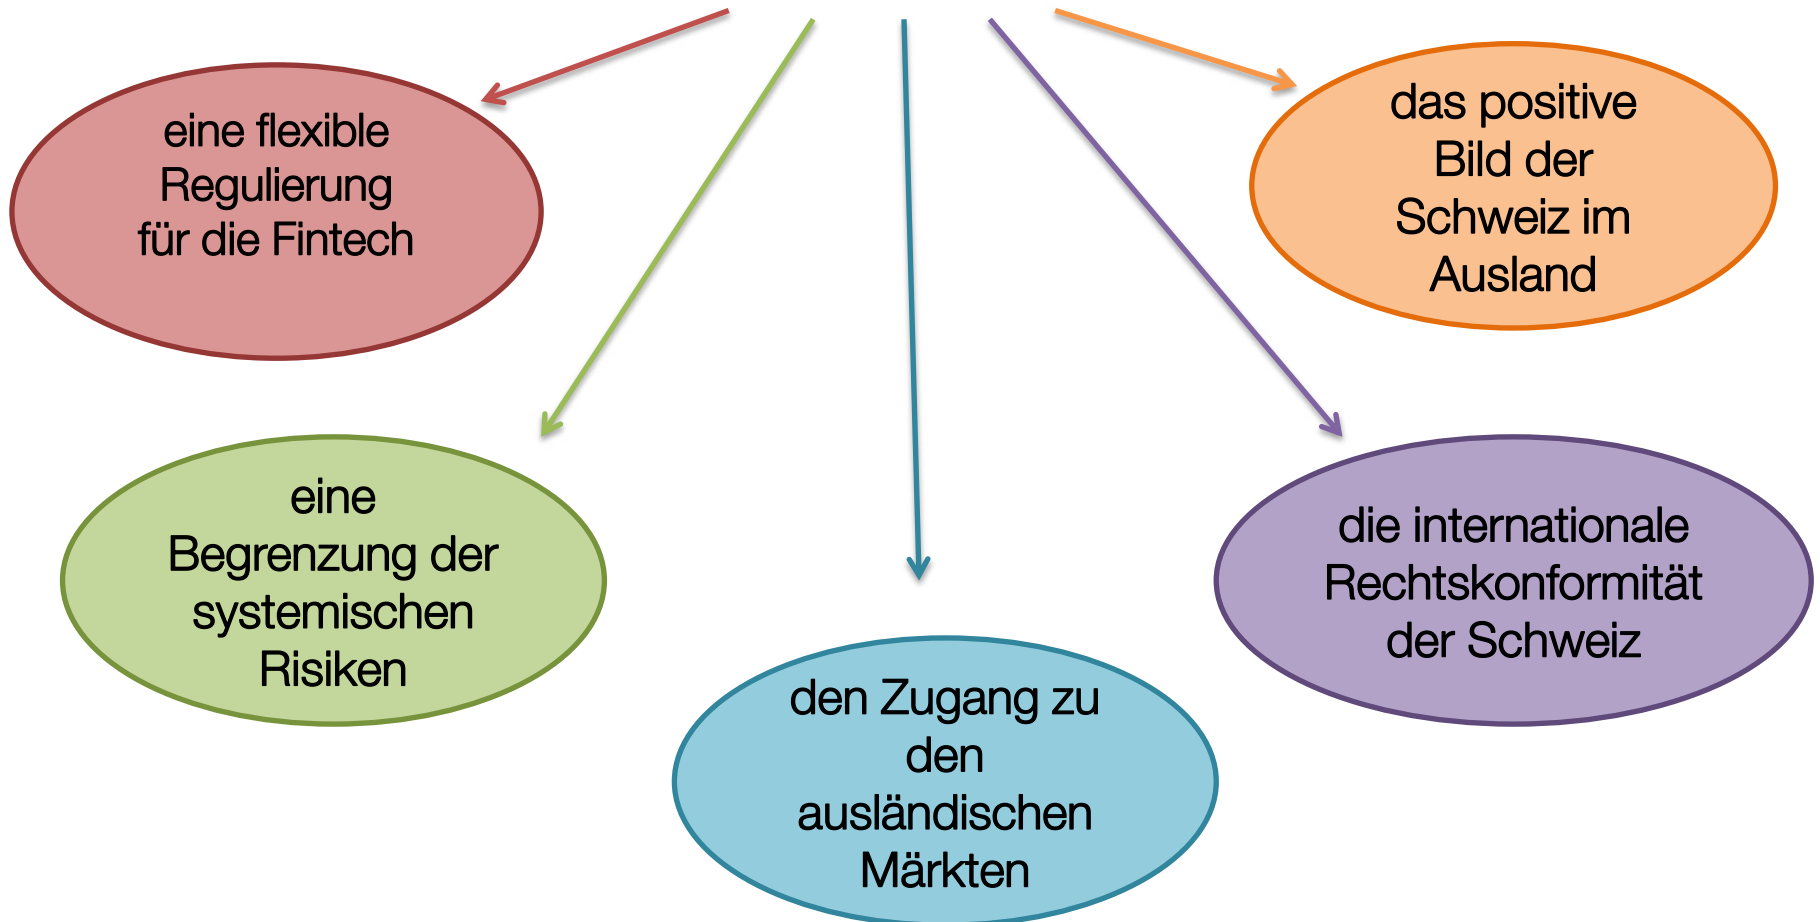 eine flexible
Regulierung
für die Fintech
das positive
Bild der
Schweiz im
Ausland
eine
Begrenzung der
systemischen
Risiken
die internationale
Rechtskonformität
der Schweiz
den Zugang zu
den
ausländischen
Märkten